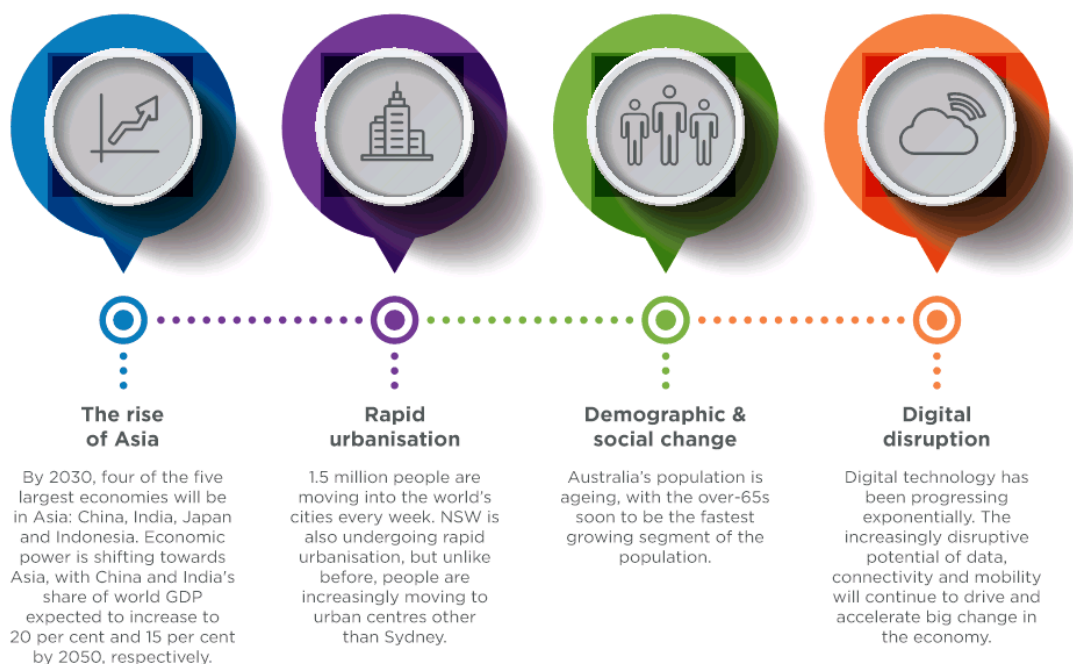 The rise
of Asia
By 2030, four of the five
largest economies will be
in Asia: China, India, Japan
and Indonesia. Economic
power is shifting towards
Asia, with China and India's
share of world GDP
expected to increase to
20 per cent and 15 per cent
by 2050, respectively.
Rapid
urbanisation
1.5 million people are
moving into the world's
cities every week. NSW is
also undergoing rapid
urbanisation, but unlike
before, people are
increasingly moving to
urban centres other
than Sydney.
Demographic &
social change
Australia's population is
ageing, with the over-65s
soon to be the fastest
growing segment of the
population.
Digital
disruption
Digital technology has
been progressing
exponentially. The
increasingly disruptive
potential of data,
connectivity and mobility
will continue to drive and
accelerate big change in
the economy.